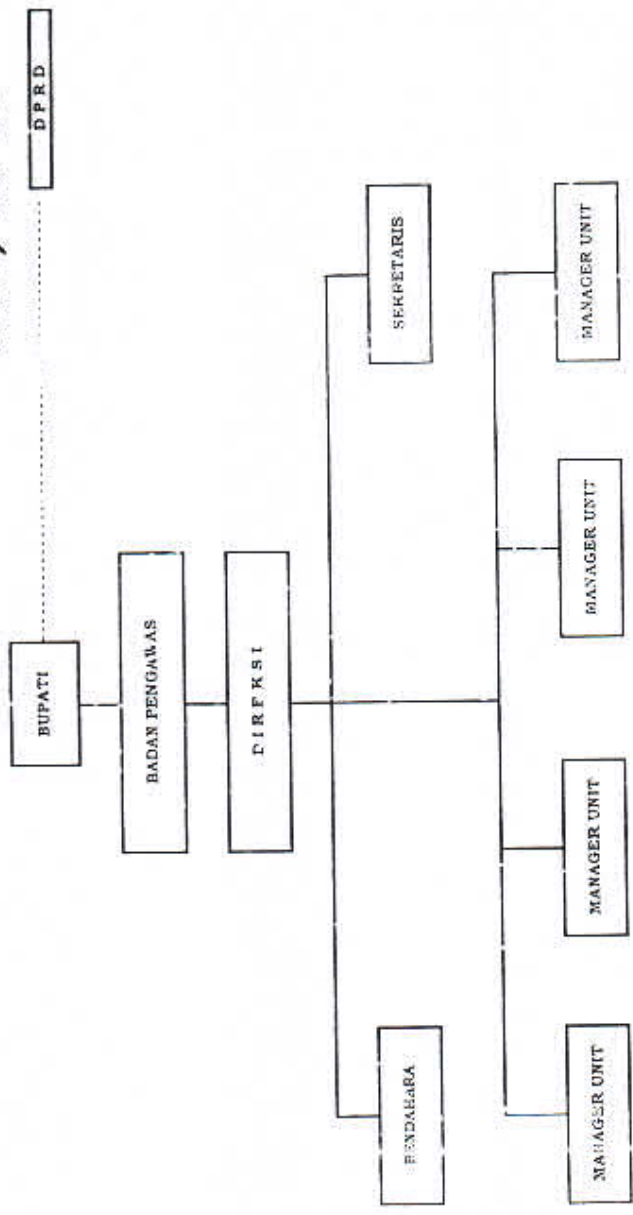 DPRD
BUPATI
BADAN PENGAWAS
DIREKSI
BENDAHARA
SEKRETARIS
MANAGER UNIT
MANAGER UNIT
MANAGER UNIT
MANAGER UNIT